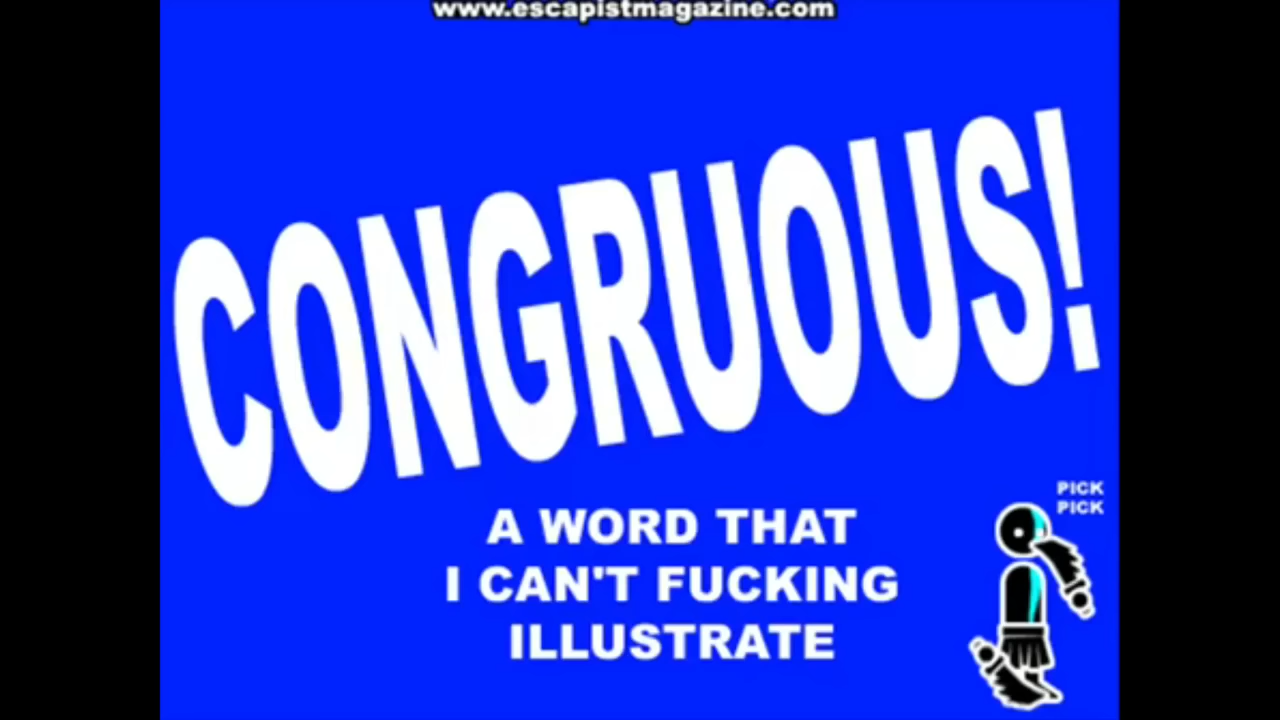 www.escapistmagazine.com
CONGRUOUS!
PICK
PICK
A WORD THAT
I CAN'T FUCKING
ILLUSTRATE